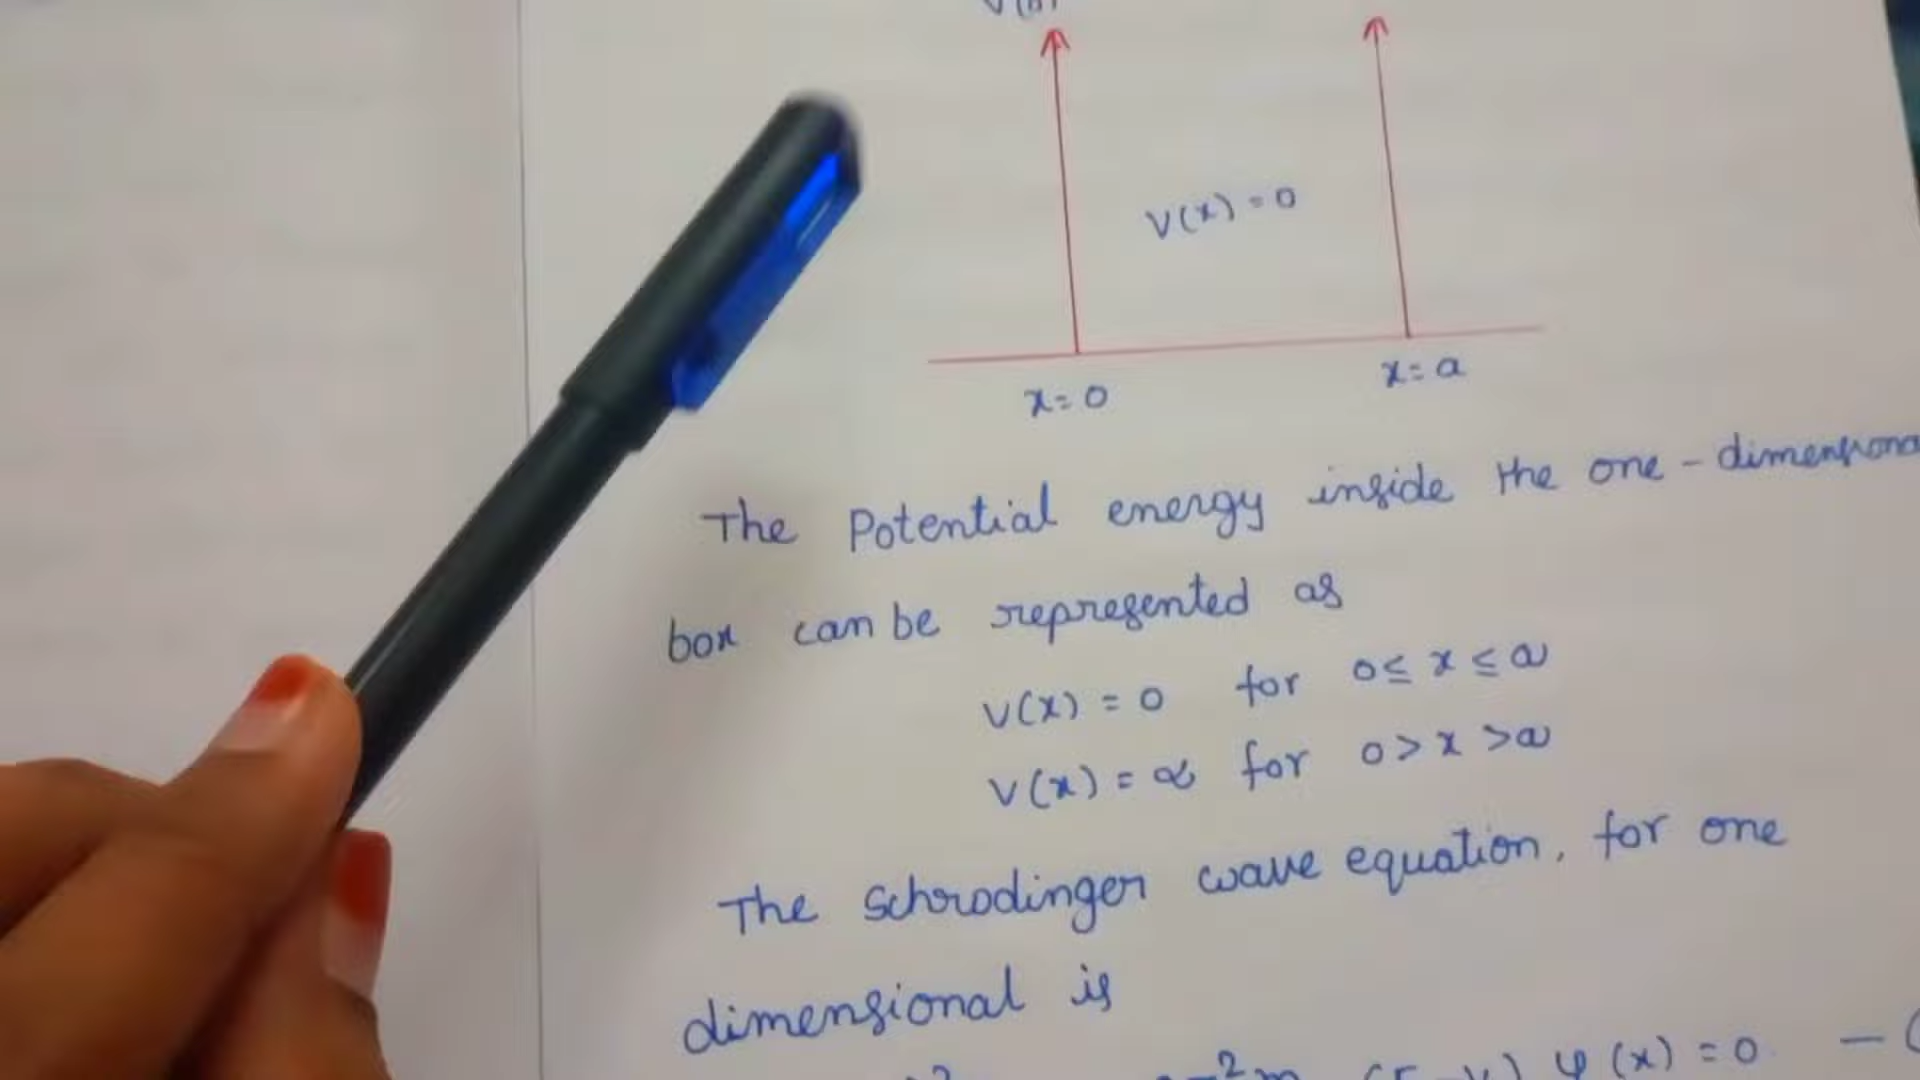 V(x) = 0
x = 0
x = a
The Potential energy inside the one-dimensiona
box can be represented as
V(x) = 0 for 0 ≤ x ≤ a
V(x) = ∝ for 0 > x > a
The Schrodinger wave equation, for one
dimensional is
ψ(x) = 0 —